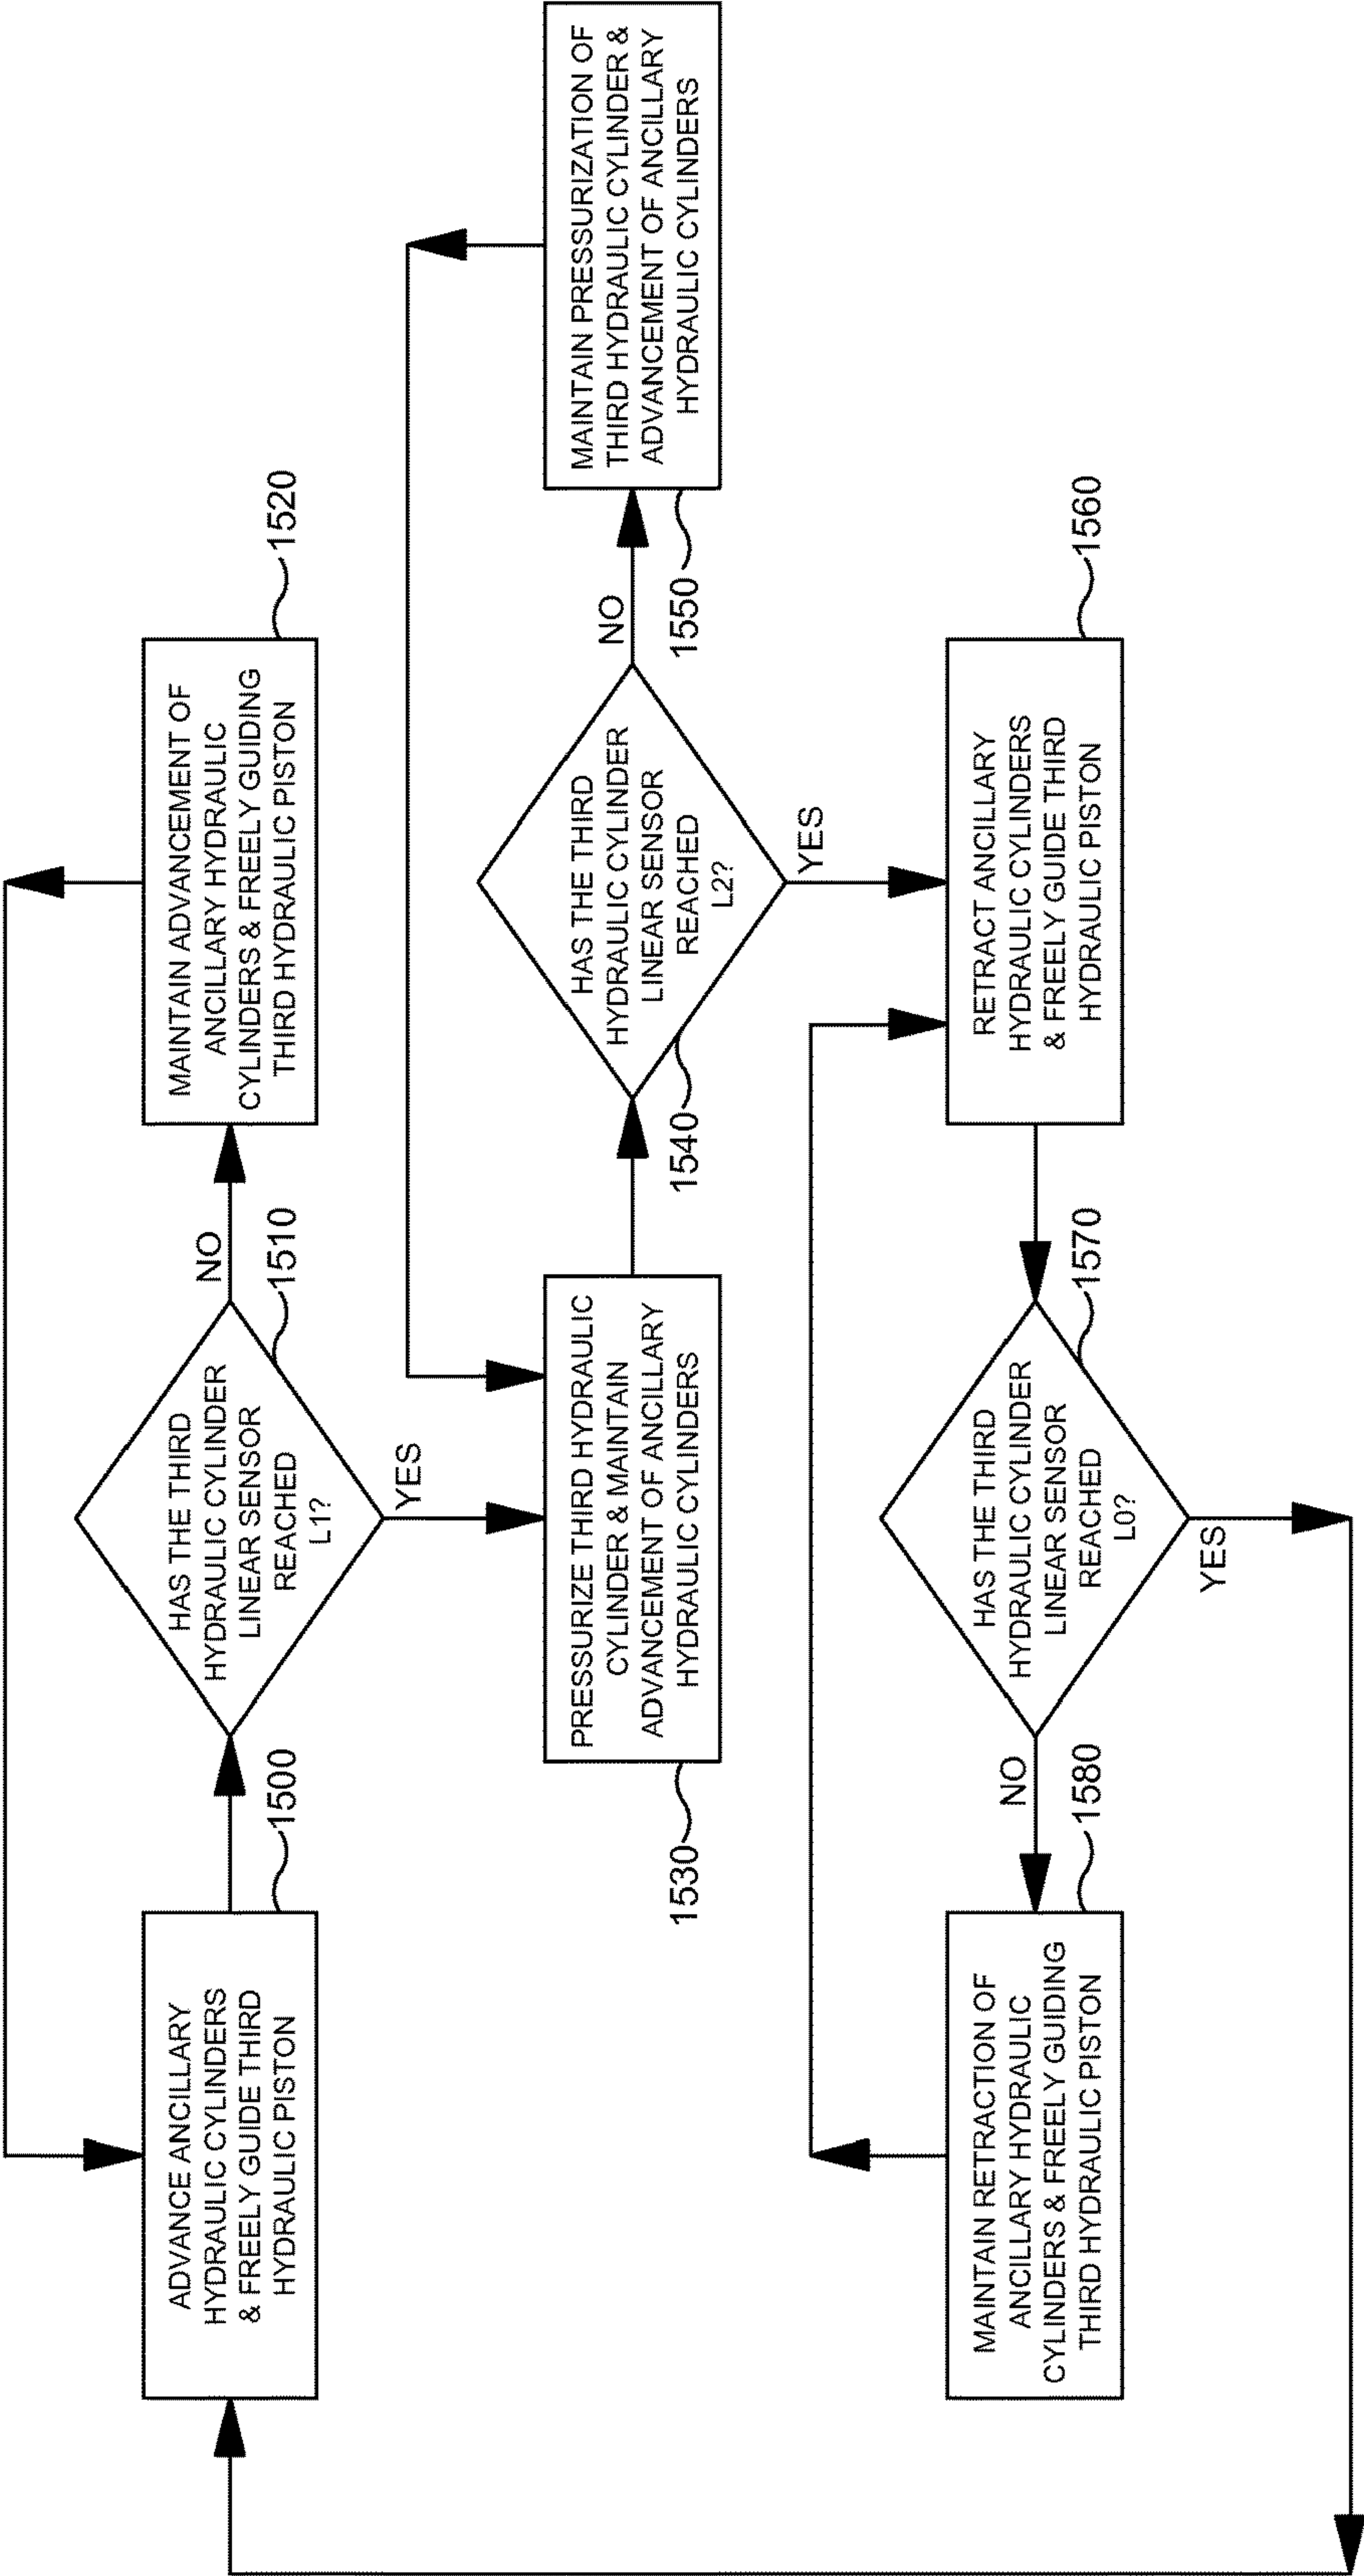 ADVANCE ANCILLARY
HYDRAULIC CYLINDERS
& FREELY GUIDE THIRD
HYDRAULIC PISTON
1500
HAS THE THIRD
HYDRAULIC CYLINDER
LINEAR SENSOR
REACHED
L1?
1510
NO
YES
MAINTAIN ADVANCEMENT OF
ANCILLARY HYDRAULIC
CYLINDERS & FREELY GUIDING
THIRD HYDRAULIC PISTON
1520
PRESSURIZE THIRD HYDRAULIC
CYLINDER & MAINTAIN
ADVANCEMENT OF ANCILLARY
HYDRAULIC CYLINDERS
1530
HAS THE THIRD
HYDRAULIC CYLINDER
LINEAR SENSOR
REACHED
L2?
1540
NO
YES
MAINTAIN PRESSURIZATION OF
THIRD HYDRAULIC CYLINDER &
ADVANCEMENT OF ANCILLARY
HYDRAULIC CYLINDERS
1550
RETRACT ANCILLARY
HYDRAULIC CYLINDERS
& FREELY GUIDE THIRD
HYDRAULIC PISTON
1560
HAS THE THIRD
HYDRAULIC CYLINDER
LINEAR SENSOR
REACHED
L0?
1570
NO
YES
MAINTAIN RETRACTION OF
ANCILLARY HYDRAULIC
CYLINDERS & FREELY GUIDING
THIRD HYDRAULIC PISTON
1580